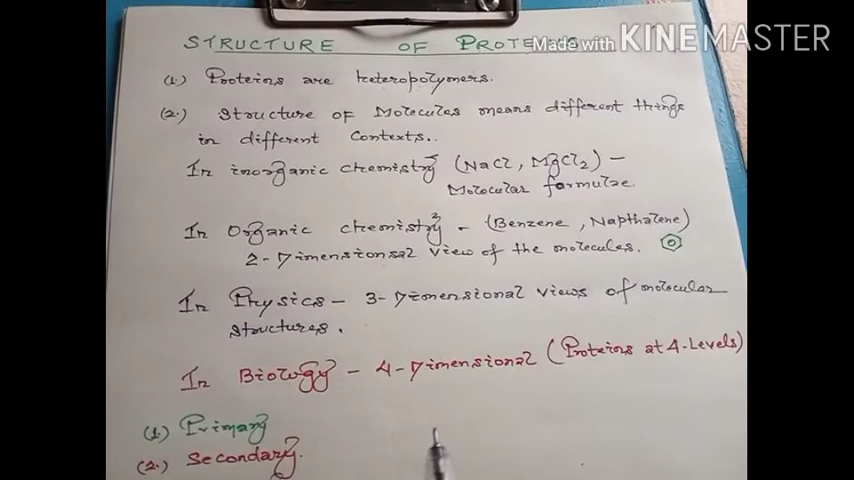 STRUCTURE OF PROTEINS
Made with KINEMASTER
(1) Proteins are heteropolymers.
(2.) Structure of Molecules means different things
in different Contexts..
In inorganic chemistry (NaCl, MgCl2) –
Molecular formulae
In Organic chemistry - (Benzene, Napthalene)
2-Dimensionsal view of the molecules.
In Physics – 3-Dimensional views of molecular
structures.
In Biology – 4-Dimensional (Proteins at 4-Levels)
(1.) Primary
(2.) Secondary.